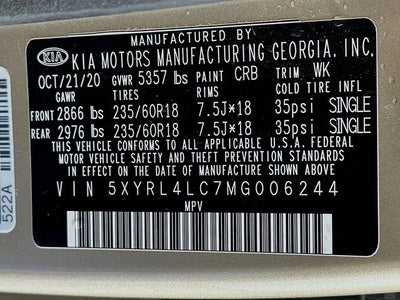 MANUFACTURED BY
KIA KIA MOTORS MANUFACTURING GEORGIA, INC.
OCT/21/20 GVWR 5357 lbs PAINT CRB TRIM WK
GAWR TIRES COLD TIRE INFL
FRONT 2866 lbs 235/60R18 7.5J×18 35psi SINGLE
REAR 2976 lbs 235/60R18 7.5J×18 35psi SINGLE
THIS VEHICLE CONFORMS TO ALL APPLICABLE U.S.A. FEDERAL
MOTOR VEHICLE SAFETY, BUMPER, AND THEFT PREVENTION
STANDARDS IN EFFECT ON THE DATE OF MANUFACTURE SHOWN ABOVE.
VIN 5XYRL4LC7MG006244
MPV
522A